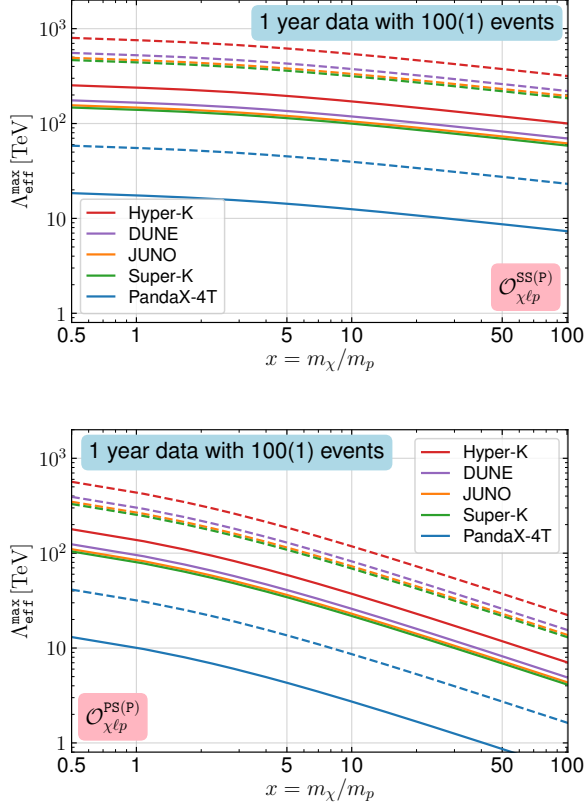 1 year data with 100(1) events
10³
10²
10
1
Λ_eff^max [TeV]
Hyper-K
DUNE
JUNO
Super-K
PandaX-4T
𝒪_χℓp^SS(P)
0.5 1 5 10 50 100
x = m_χ/m_p
1 year data with 100(1) events
Hyper-K
DUNE
JUNO
Super-K
PandaX-4T
10³
10²
10
1
Λ_eff^max [TeV]
𝒪_χℓp^PS(P)
0.5 1 5 10 50 100
x = m_χ/m_p